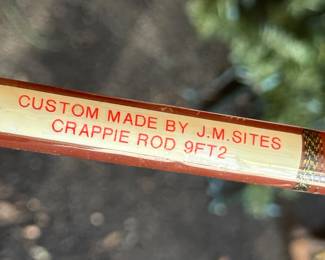 CUSTOM MADE BY J.M.SITES
CRAPPIE ROD 9FT2